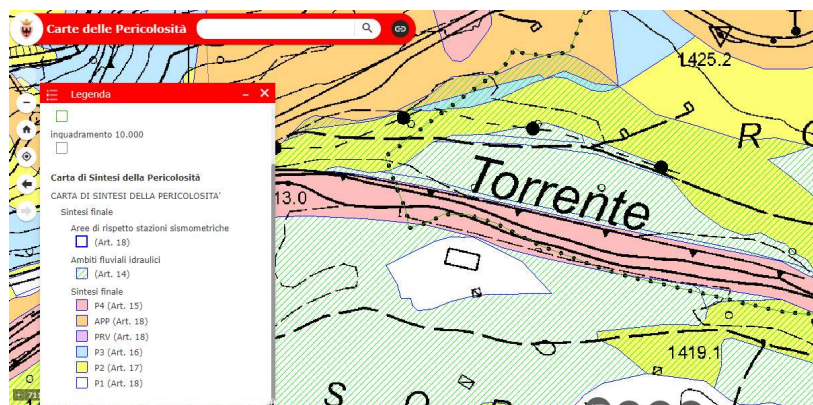 Carte delle Pericolosità
1425.2
Legenda
inquadramento 10.000
R
Carta di Sintesi della Pericolosità
Torrente
CARTA DI SINTESI DELLA PERICOLOSITA'
13.0
Sintesi finale
Aree di rispetto stazioni sismometriche
(Art. 18)
Ambiti fluviali idraulici
(Art. 14)
Sintesi finale
P4 (Art. 15)
APP (Art. 18)
PRV (Art. 18)
P3 (Art. 16)
P2 (Art. 17)
1419.1
P1 (Art. 18)
S O